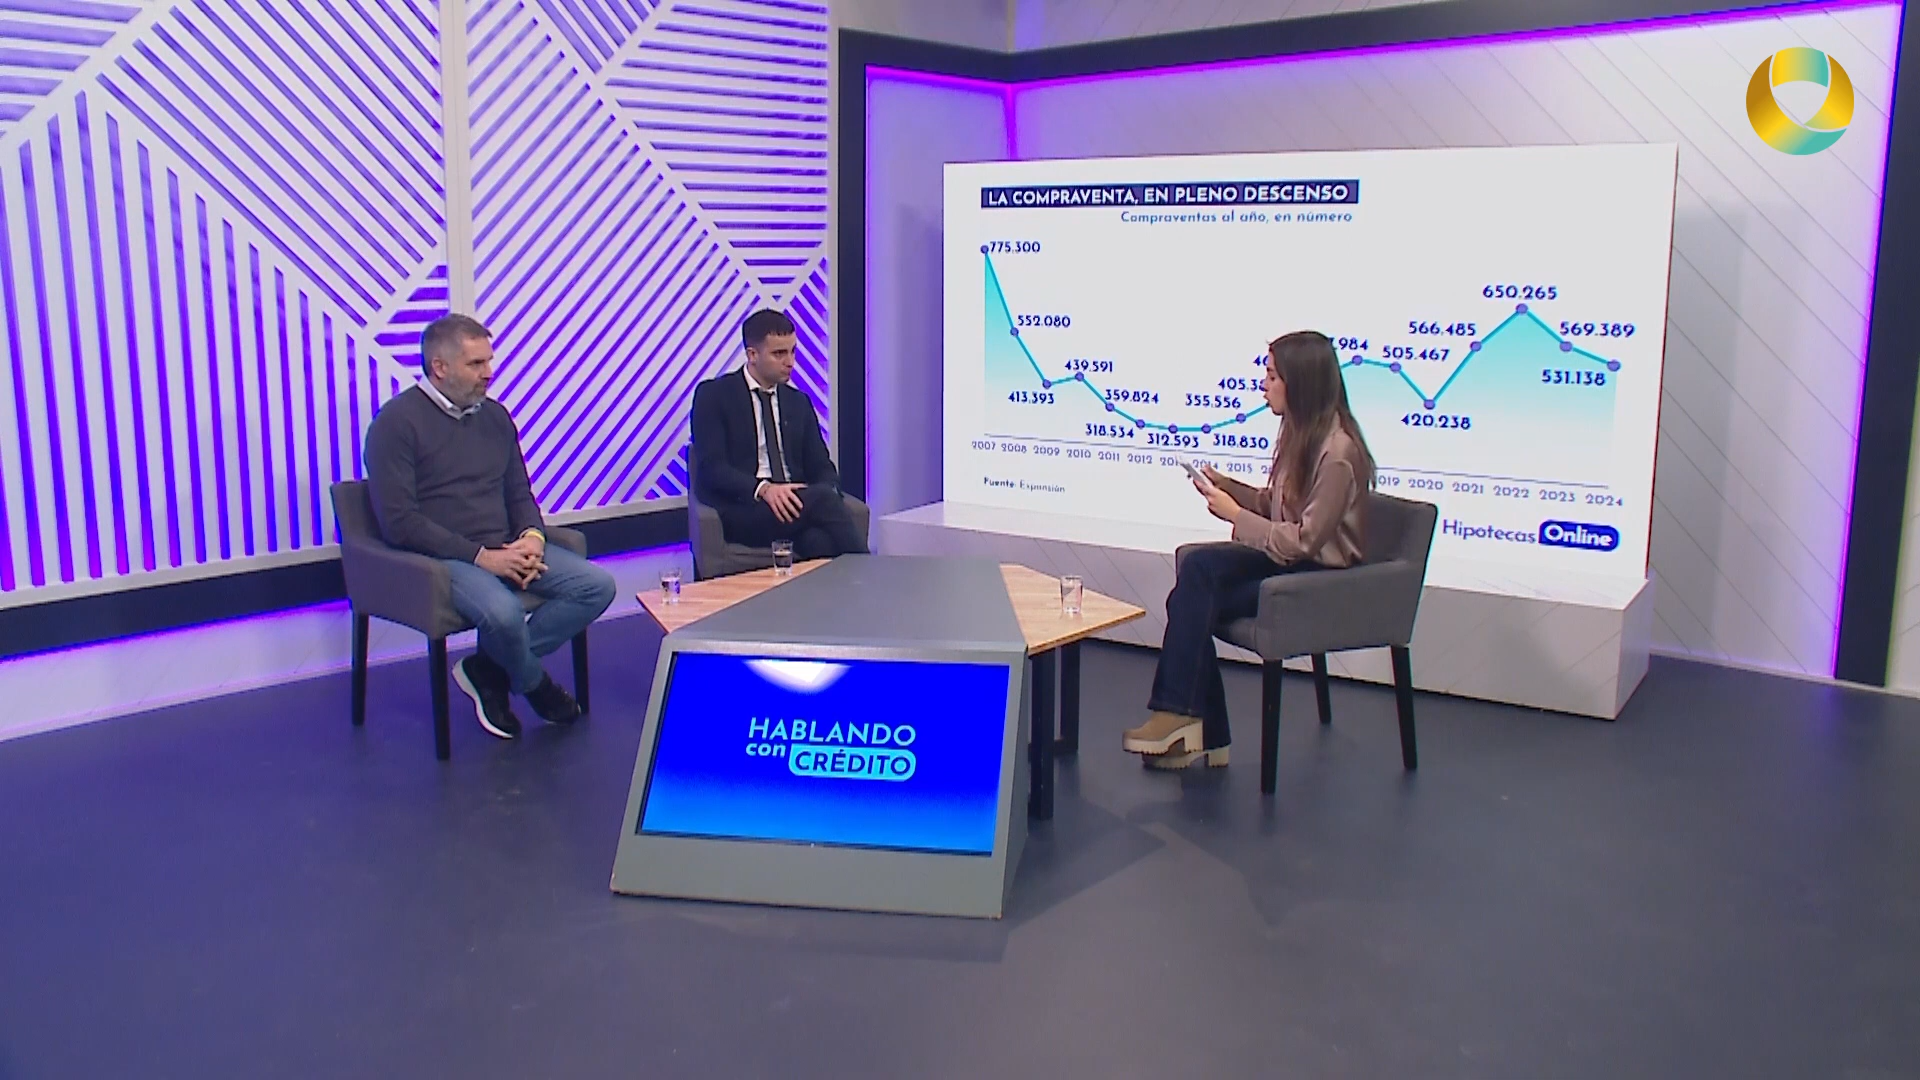 LA COMPRAVENTA, EN PLENO DESCENSO
Compraventas al año, en número
775.300
552.080
413.393
439.591
359.824
318.534
312.593
318.830
355.556
505.467
420.238
566.485
650.265
569.389
531.138
2007 2008 2009 2010 2011 2012 2014 2015 2020 2021 2022 2023 2024
Fuente: Expansión
Hipotecas Online
HABLANDO
con CRÉDITO